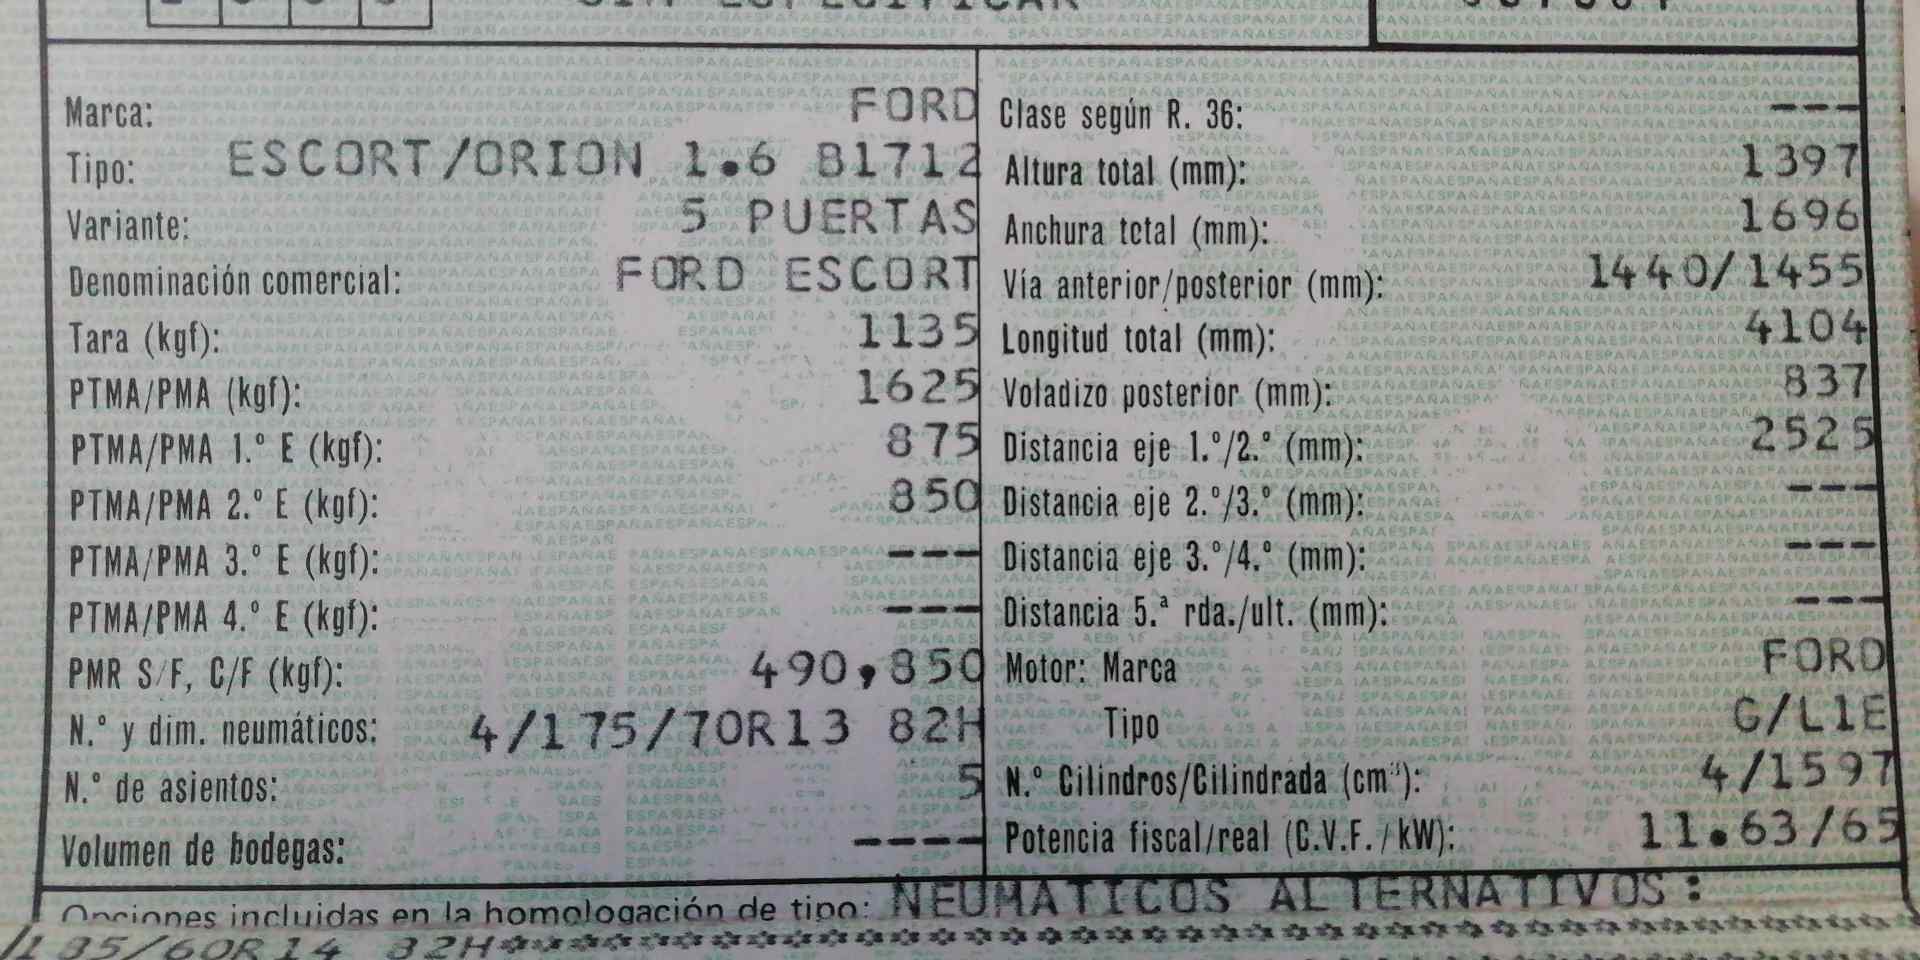 SIN ESPECIFICAR
Marca: FORD
Tipo: ESCORT/ORION 1.6 B1712
Variante: 5 PUERTAS
Denominación comercial: FORD ESCORT
Tara (kgf): 1135
PTMA/PMA (kgf): 1625
PTMA/PMA 1.º E (kgf): 875
PTMA/PMA 2.º E (kgf): 850
PTMA/PMA 3.º E (kgf): ---
PTMA/PMA 4.º E (kgf): ---
PMR S/F, C/F (kgf): 490,850
N.º y dim. neumáticos: 4/175/70R13 82H
N.º de asientos: 5
Volumen de bodegas: ----
Clase según R. 36: ---
Altura total (mm): 1397
Anchura total (mm): 1696
Vía anterior/posterior (mm): 1440/1455
Longitud total (mm): 4104
Voladizo posterior (mm): 837
Distancia eje 1.º/2.º (mm): 2525
Distancia eje 2.º/3.º (mm): ---
Distancia eje 3.º/4.º (mm): ---
Distancia 5.ª rda./ult. (mm): ---
Motor: Marca FORD
Tipo G/L1E
N.º Cilindros/Cilindrada (cm³): 4/1597
Potencia fiscal/real (C.V.F./kW): 11.63/65
Opciones incluidas en la homologación de tipo: NEUMATICOS ALTERNATIVOS:
/185/60R14 82H